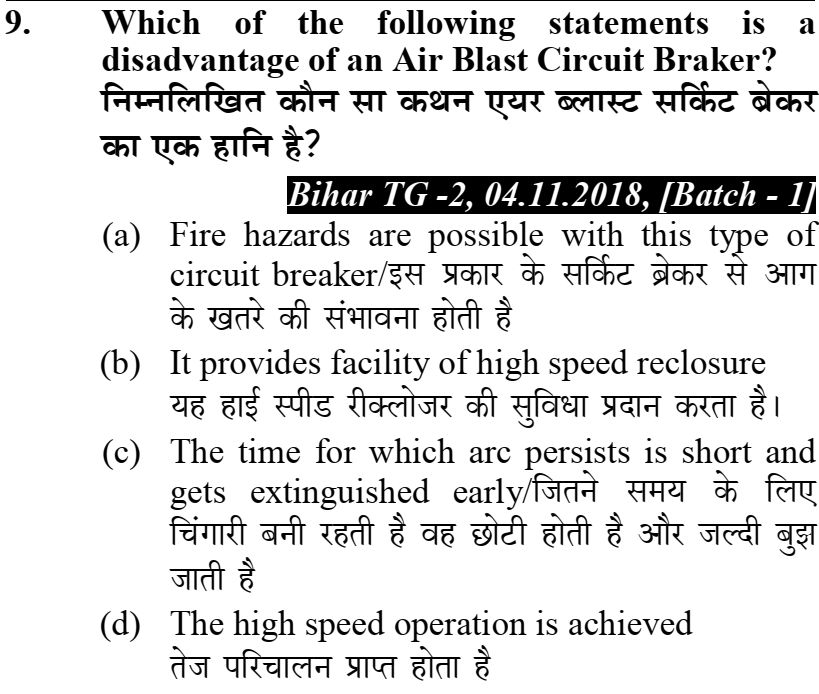 9. Which of the following statements is a
disadvantage of an Air Blast Circuit Braker?
निम्नलिखित कौन सा कथन एयर ब्लास्ट सर्किट ब्रेकर
का एक हानि है?
Bihar TG -2, 04.11.2018, [Batch - 1]
(a) Fire hazards are possible with this type of
circuit breaker/इस प्रकार के सर्किट ब्रेकर से आग
के खतरे की संभावना होती है
(b) It provides facility of high speed reclosure
यह हाई स्पीड रीक्लोजर की सुविधा प्रदान करता है।
(c) The time for which arc persists is short and
gets extinguished early/जितने समय के लिए
चिंगारी बनी रहती है वह छोटी होती है और जल्दी बुझ
जाती है
(d) The high speed operation is achieved
तेज परिचालन प्राप्त होता है